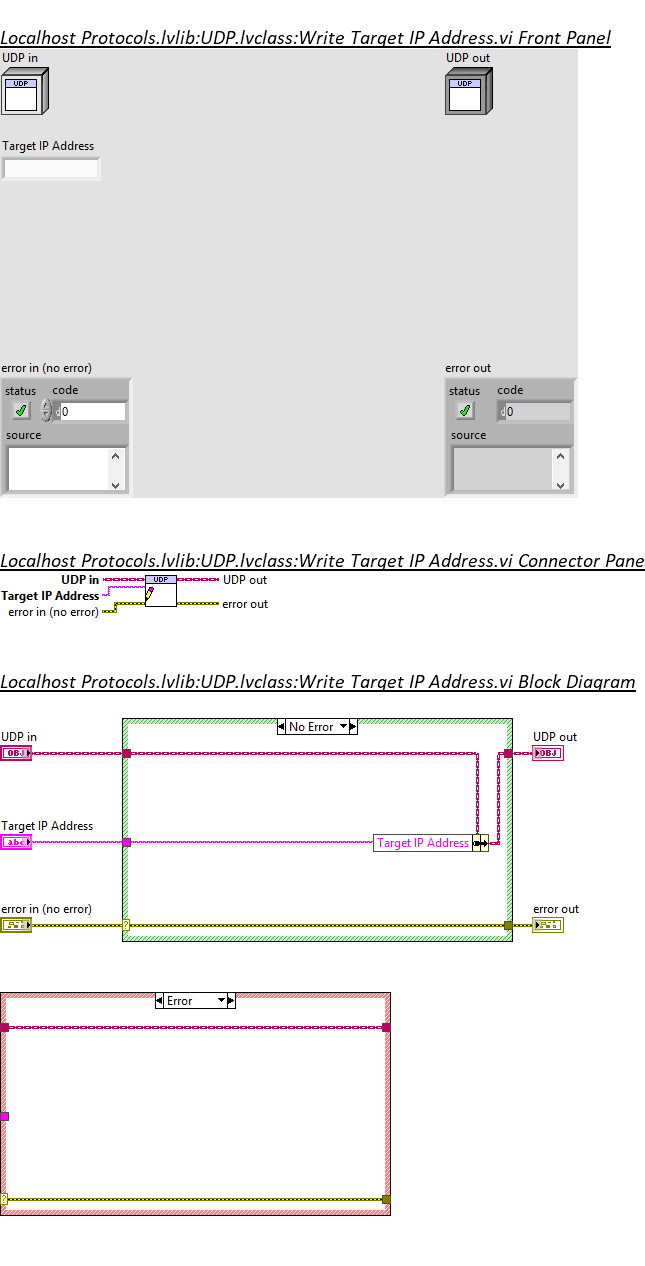 Localhost Protocols.lvlib:UDP.lvclass:Write Target IP Address.vi Front Panel
UDP in
UDP out
UDP
UDP
Target IP Address
error in (no error)
error out
status code
status code
d 0
d 0
source
source
Localhost Protocols.lvlib:UDP.lvclass:Write Target IP Address.vi Connector Pane
UDP in
UDP
UDP out
Target IP Address
error in (no error)
error out
Localhost Protocols.lvlib:UDP.lvclass:Write Target IP Address.vi Block Diagram
No Error
UDP in
UDP out
OBJ
OBJ
Target IP Address
abc
Target IP Address
error in (no error)
error out
?
Error
?